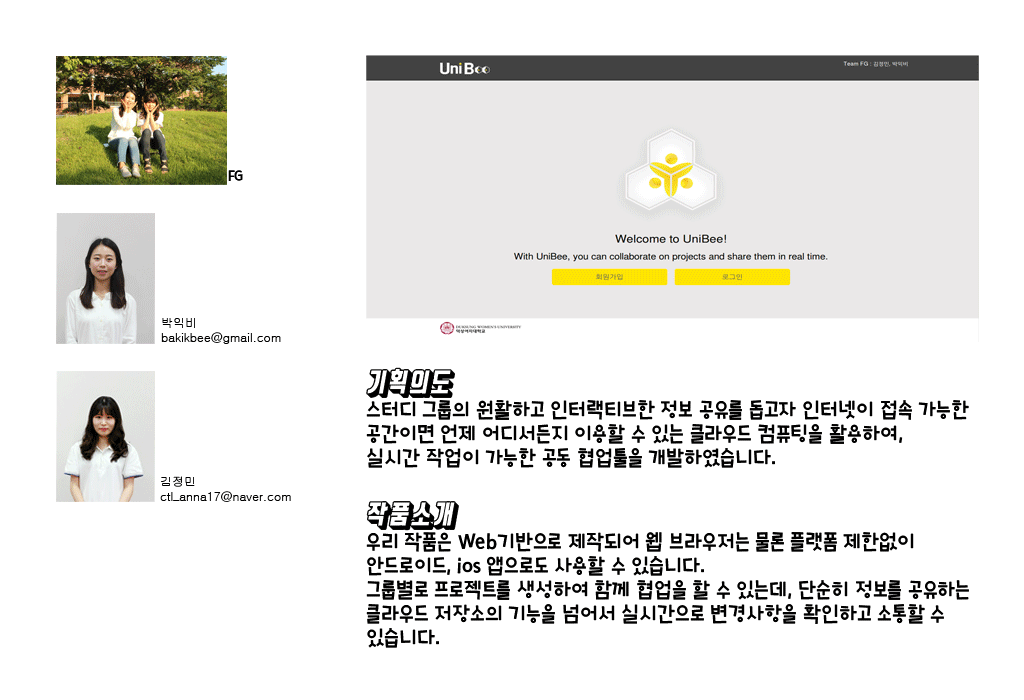 FG
박익비
bakikbee@gmail.com
김정민
ctl_anna17@naver.com
UniBee
Team FG : 김정민, 박익비
Welcome to UniBee!
With UniBee, you can collaborate on projects and share them in real time.
회원가입
로그인
DUKSUNG WOMEN'S UNIVERSITY
덕성여자대학교
기획의도
스터디 그룹의 원활하고 인터랙티브한 정보 공유를 돕고자 인터넷이 접속 가능한
공간이면 언제 어디서든지 이용할 수 있는 클라우드 컴퓨팅을 활용하여,
실시간 작업이 가능한 공동 협업툴을 개발하였습니다.
작품소개
우리 작품은 Web기반으로 제작되어 웹 브라우저는 물론 플랫폼 제한없이
안드로이드, ios 앱으로도 사용할 수 있습니다.
그룹별로 프로젝트를 생성하여 함께 협업을 할 수 있는데, 단순히 정보를 공유하는
클라우드 저장소의 기능을 넘어서 실시간으로 변경사항을 확인하고 소통할 수
있습니다.